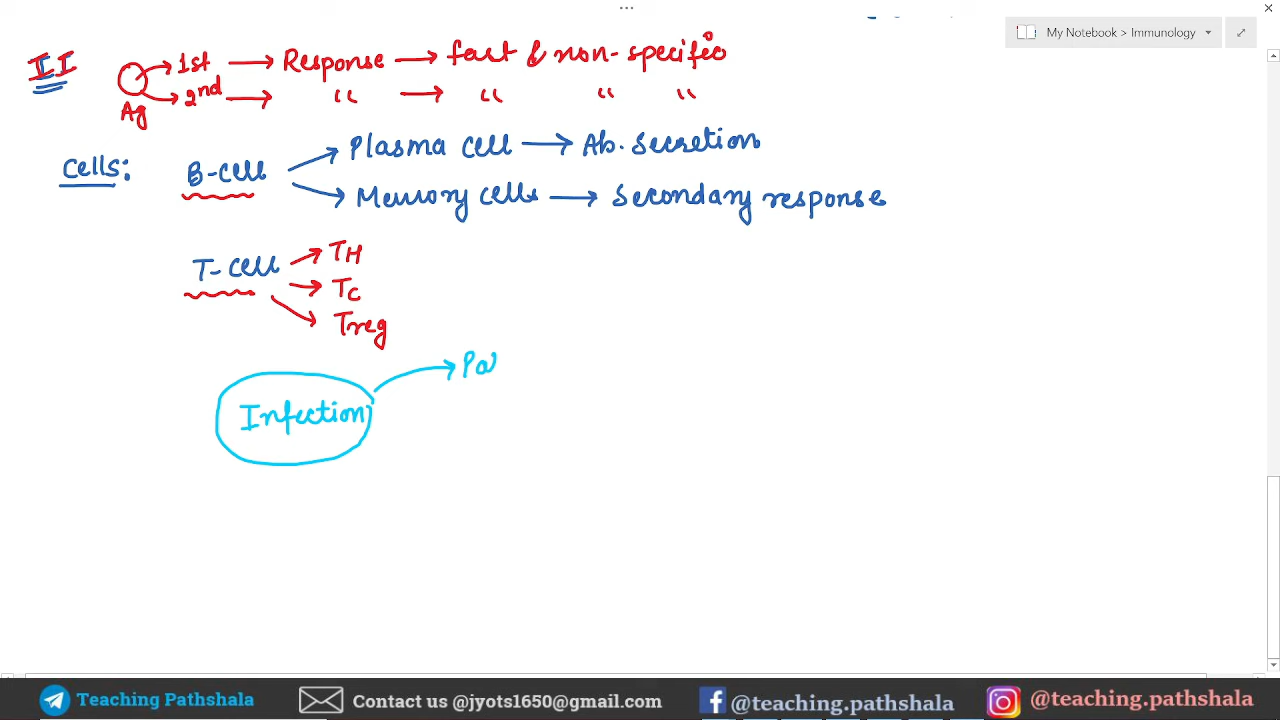 My Notebook > Immunology
II
Ag
1st → Response → fast & non-specific
2nd → " → " " "
Cells:
B-cell
Plasma cell → Ab. Secretion
Memory cells → Secondary response
T-cell
TH
TC
Treg
Infection → Pa
Teaching Pathshala
Contact us @jyots1650@gmail.com
@teaching.pathshala
@teaching.pathshala